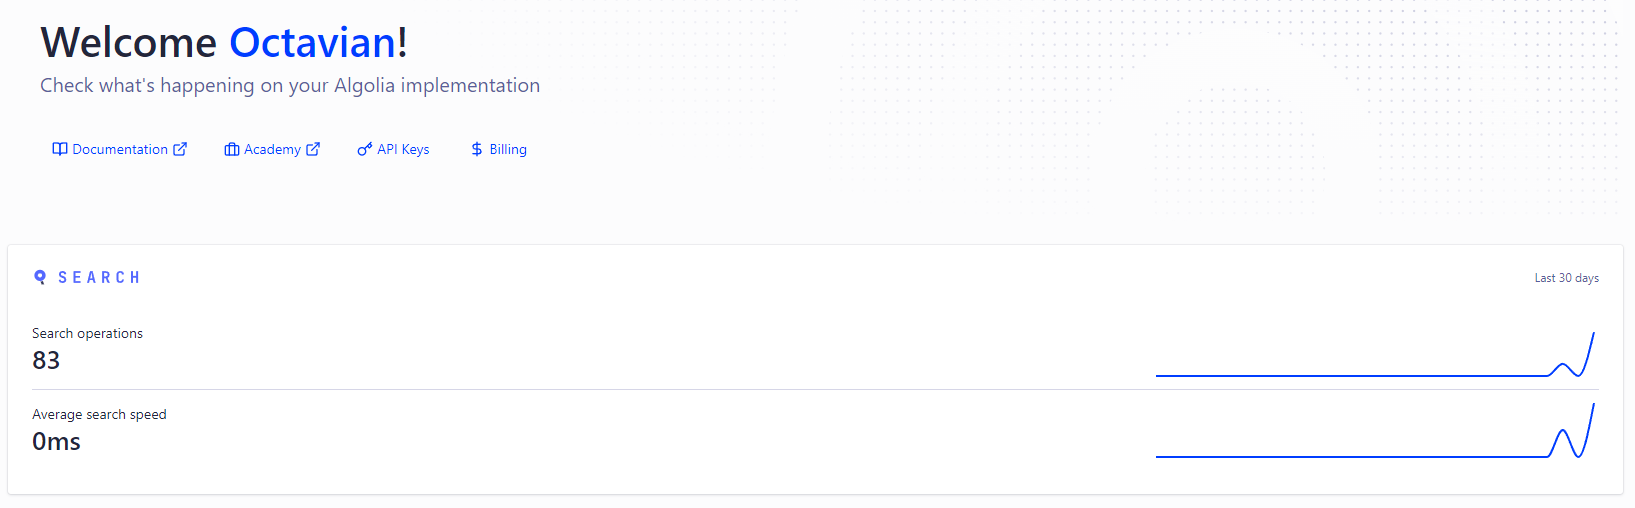 Welcome Octavian!
Check what's happening on your Algolia implementation
Documentation Academy API Keys Billing
SEARCH Last 30 days
Search operations
83
Average search speed
0ms